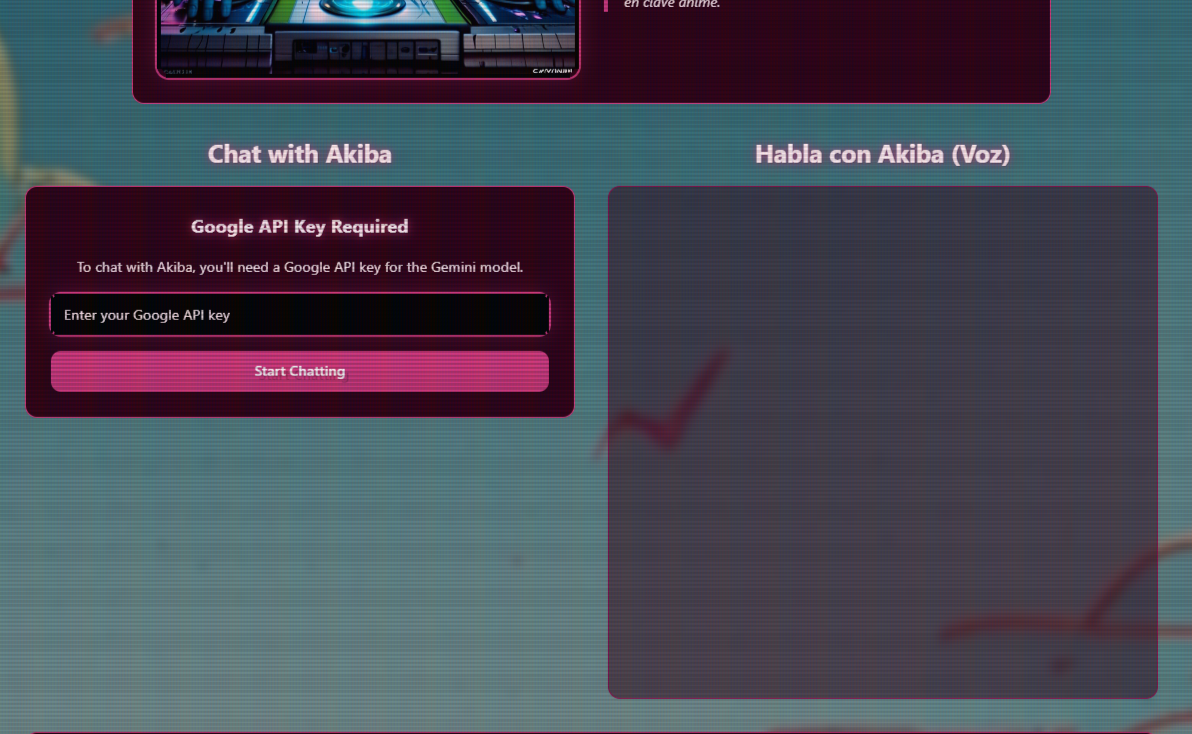 en clave anime.
Chat with Akiba
Google API Key Required
To chat with Akiba, you'll need a Google API key for the Gemini model.
Enter your Google API key
Start Chatting
Habla con Akiba (Voz)